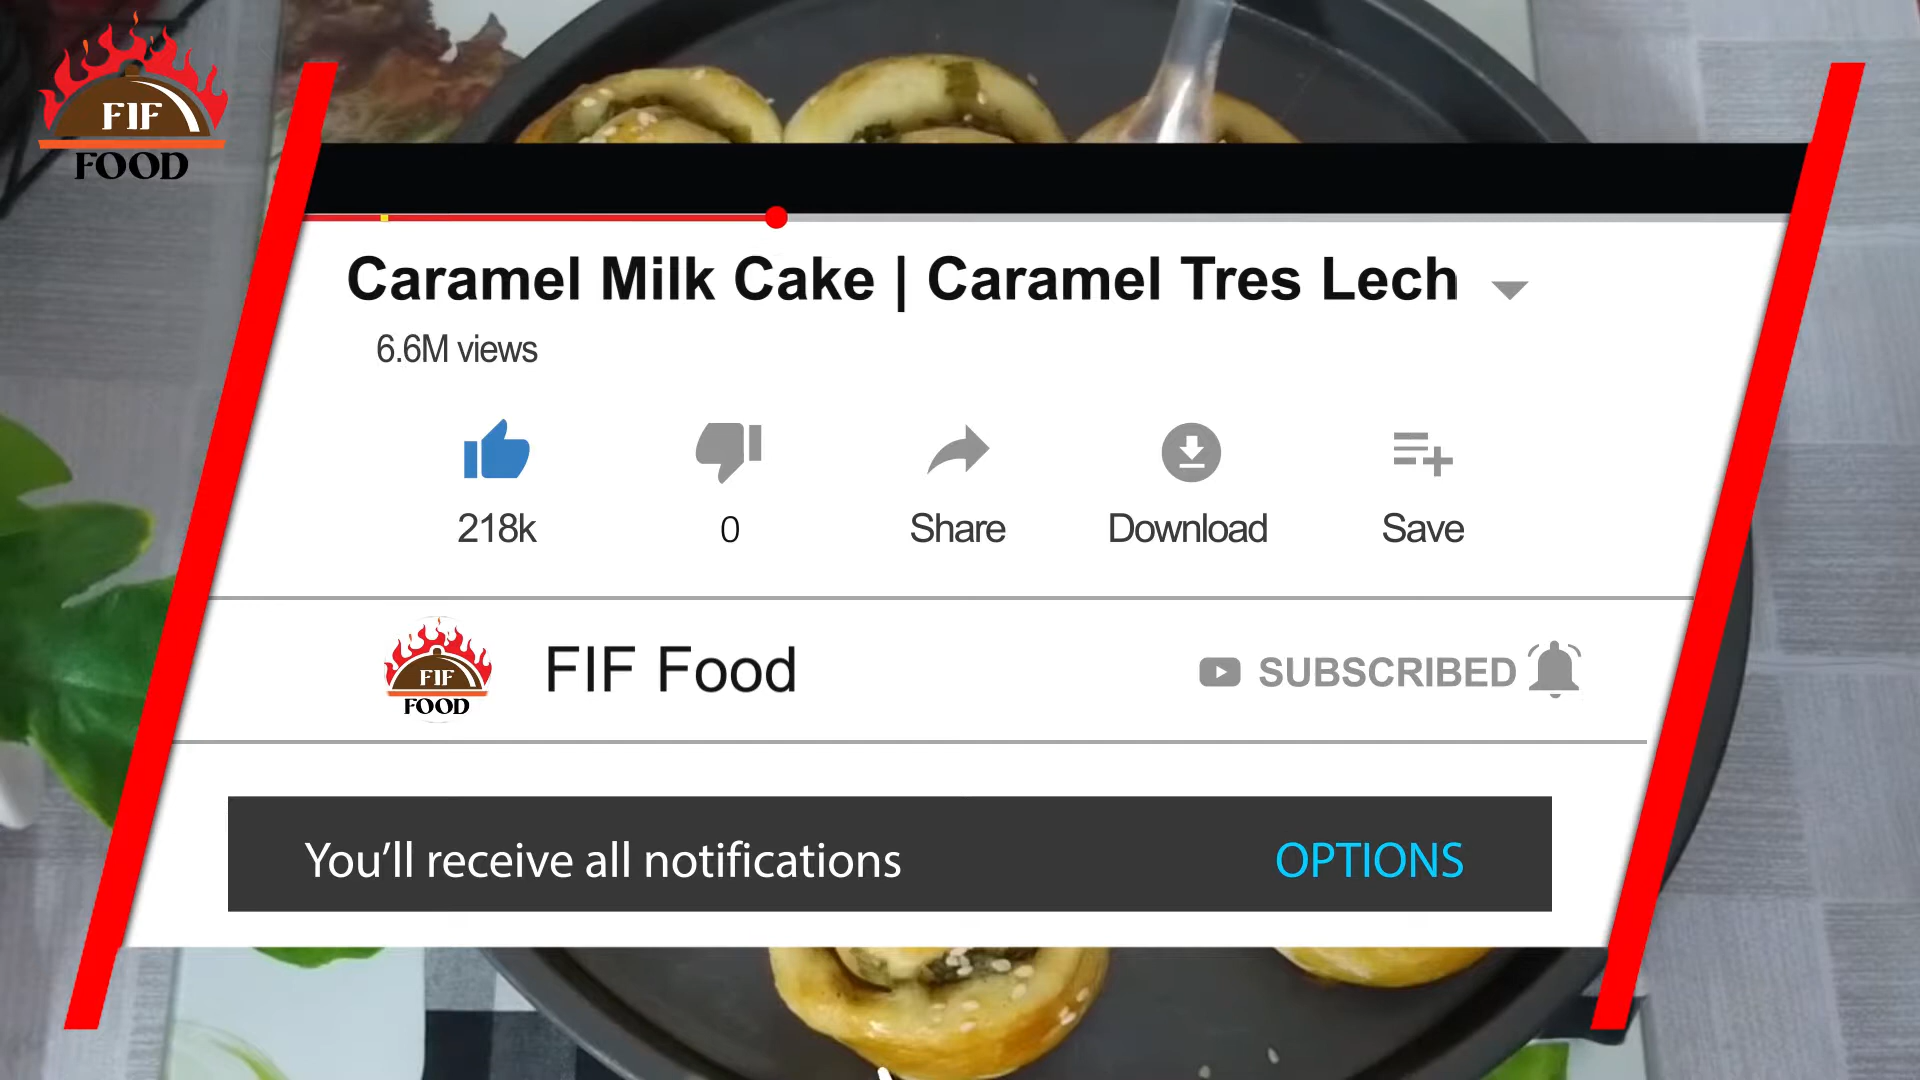 FIF
FOOD
Caramel Milk Cake | Caramel Tres Lech
6.6M views
218k
0
Share
Download
Save
FIF
FOOD
FIF Food
SUBSCRIBED
You'll receive all notifications
OPTIONS